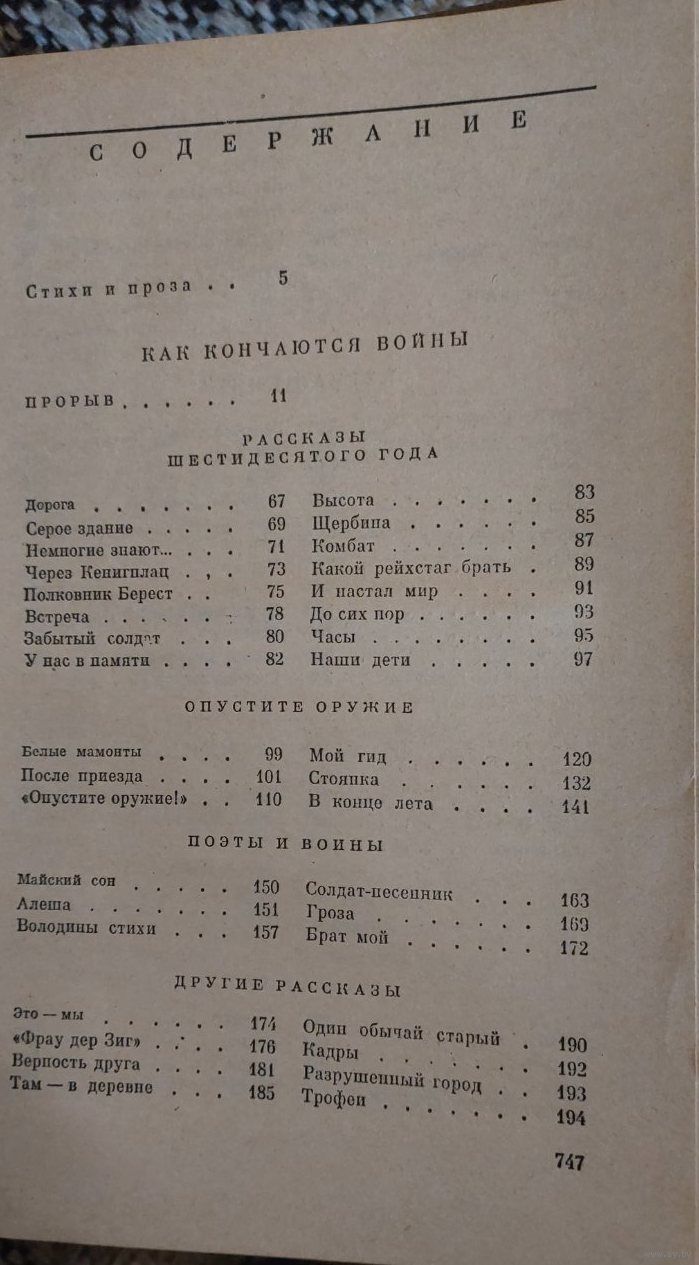 СОДЕРЖАНИЕ
Стихи и проза . . 5
КАК КОНЧАЮТСЯ ВОЙНЫ
ПРОРЫВ . . . . . . 11
РАССКАЗЫ
ШЕСТИДЕСЯТОГО ГОДА
Дорога . . . . . . . 67
Серое здание . . . . . 69
Немногие знают... . . . 71
Через Кенигплац . . . 73
Полковник Берест . . 75
Встреча . . . . . . . 78
Забытый солдат . . . 80
У нас в памяти . . . . 82
Высота . . . . . . . 83
Щербина . . . . . . 85
Комбат . . . . . . . 87
Какой рейхстаг брать . 89
И настал мир . . . . 91
До сих пор . . . . . . 93
Часы . . . . . . . . 95
Наши дети . . . . . 97
ОПУСТИТЕ ОРУЖИЕ
Белые мамонты . . . . 99
После приезда . . . . 101
«Опустите оружие!» . . 110
Мой гид . . . . . . 120
Стоянка . . . . . . 132
В конце лета . . . . 141
ПОЭТЫ И ВОИНЫ
Майский сон . . . . . 150
Алеша . . . . . . . 151
Володины стихи . . . 157
Солдат-песенник . . . 163
Гроза . . . . . . . 169
Брат мой . . . . . . 172
ДРУГИЕ РАССКАЗЫ
Это — мы . . . . . . 174
«Фрау дер Зиг» . . . . 176
Верность друга . . . . 181
Там — в деревне . . . 185
Один обычай старый . 190
Кадры . . . . . . . 192
Разрушенный город . . 193
Трофеи . . . . . . . 194
747